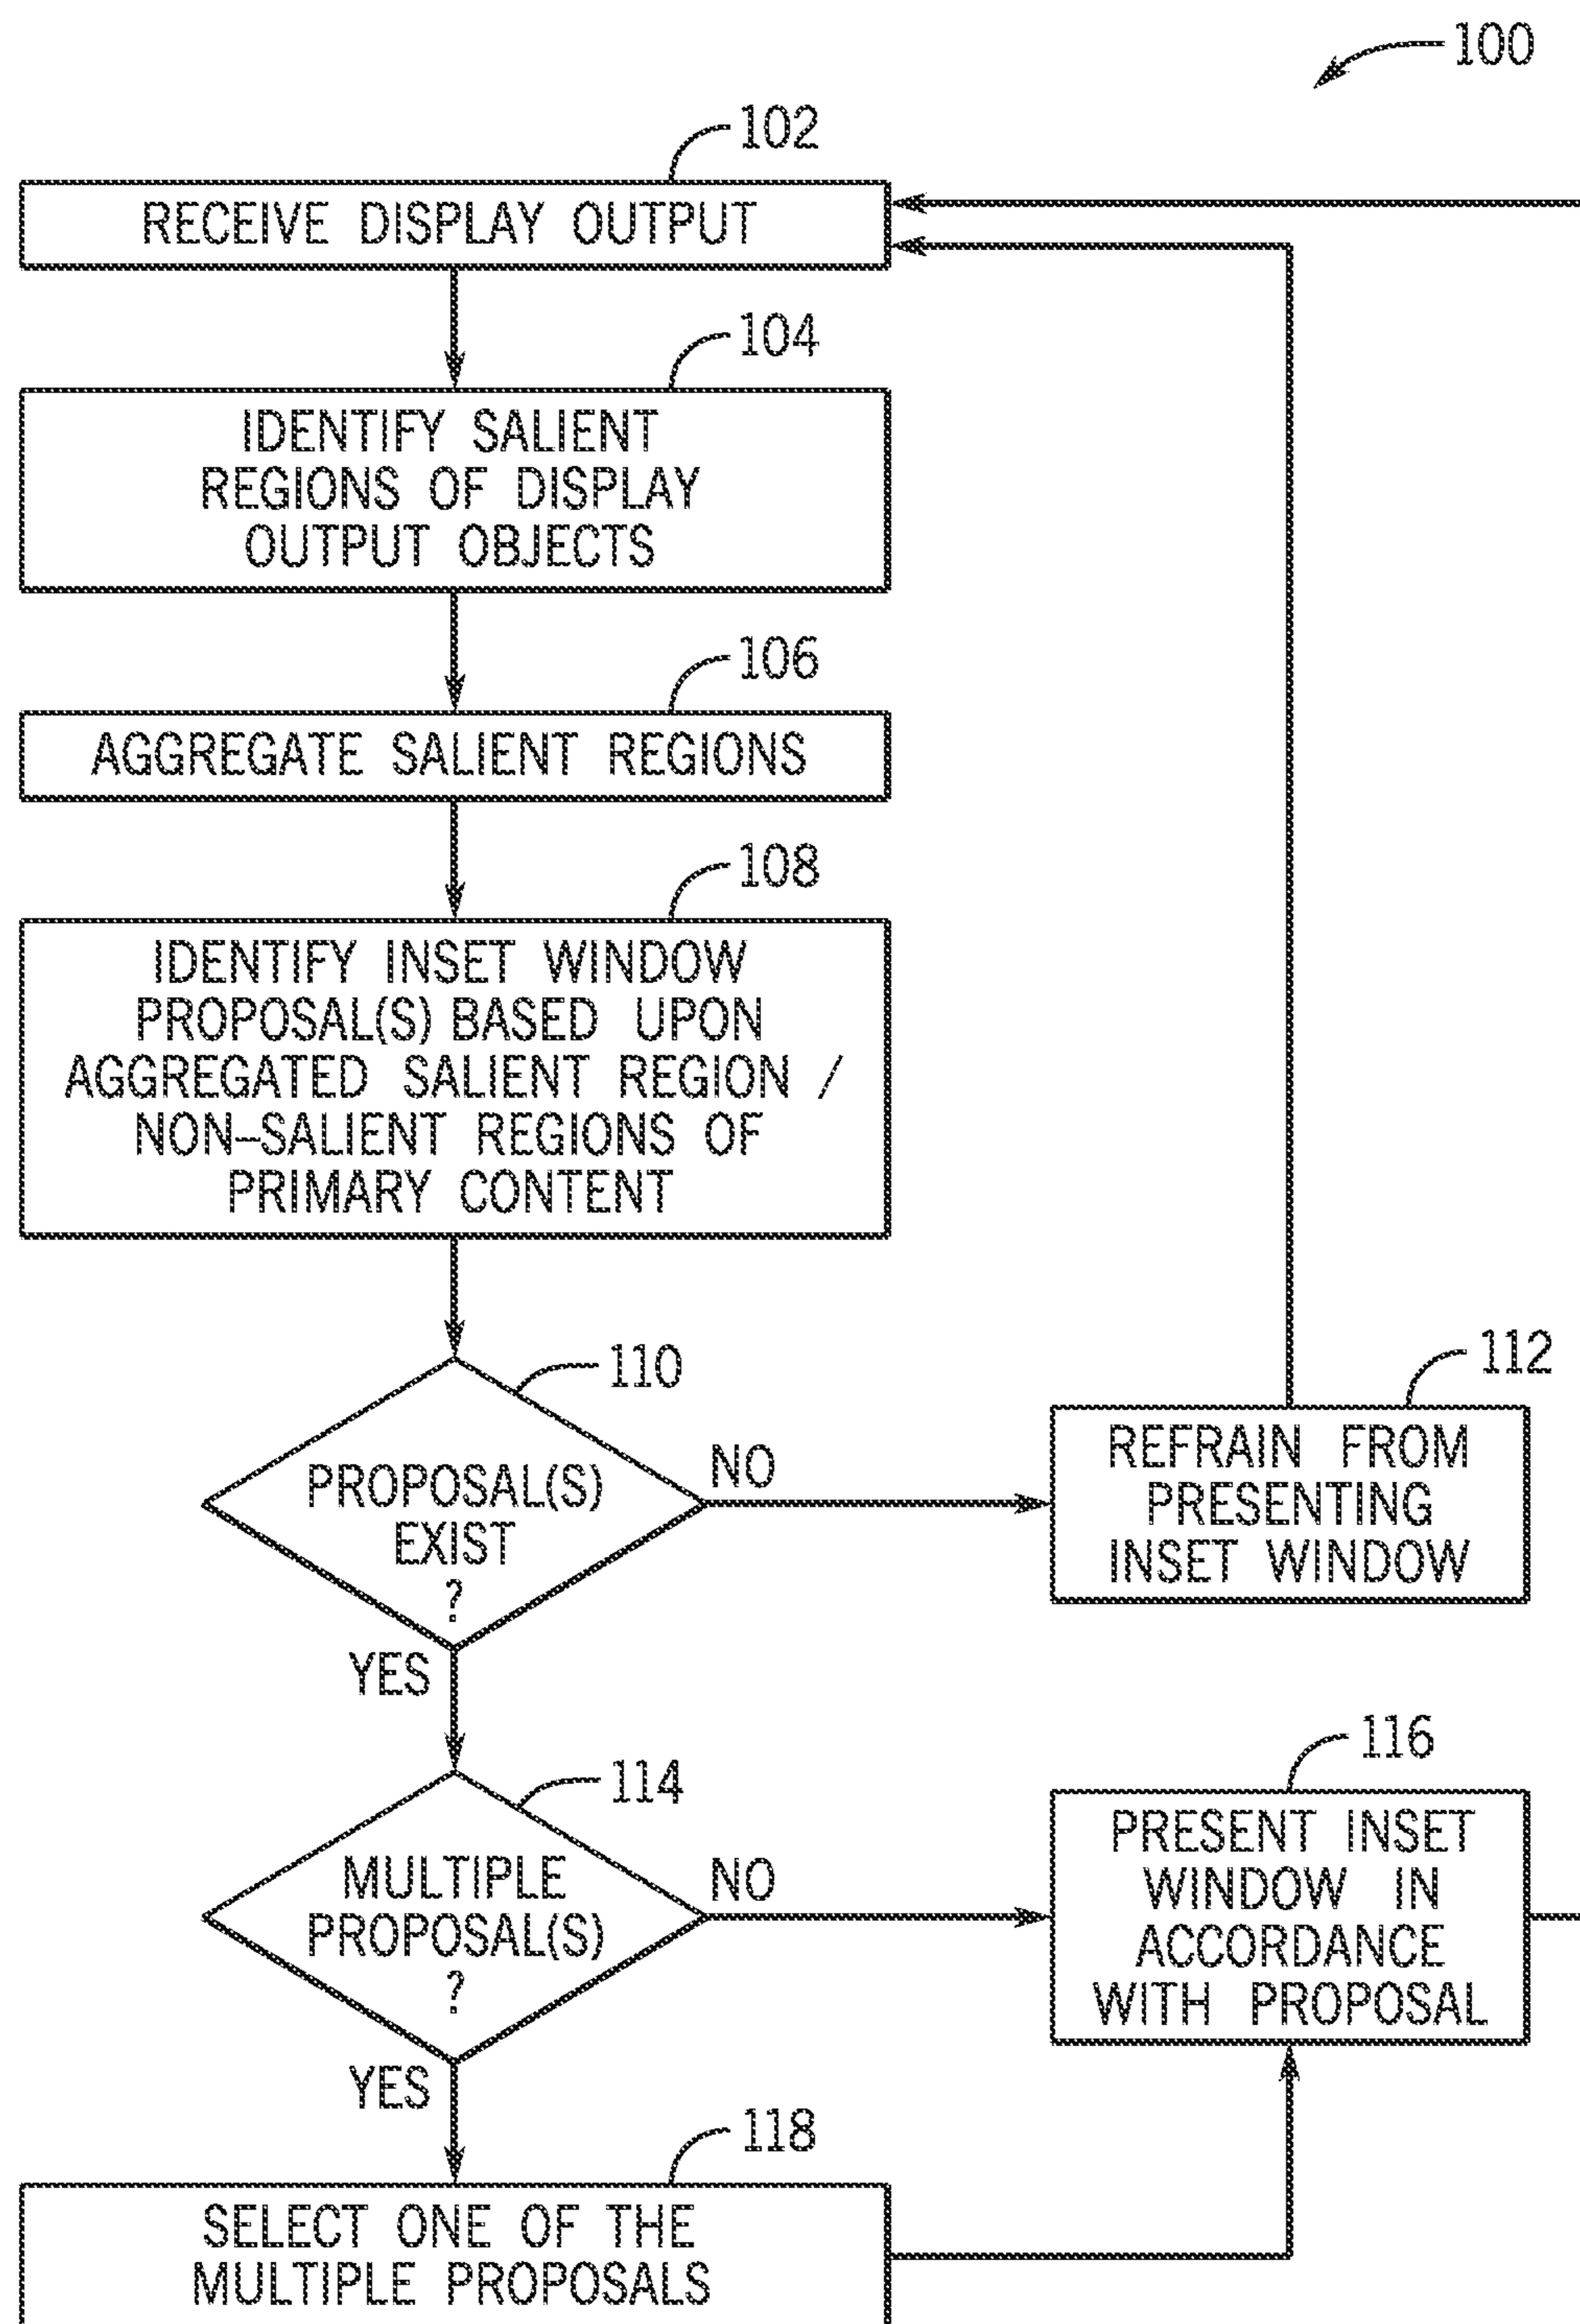 100
102
RECEIVE DISPLAY OUTPUT
104
IDENTIFY SALIENT
REGIONS OF DISPLAY
OUTPUT OBJECTS
106
AGGREGATE SALIENT REGIONS
108
IDENTIFY INSET WINDOW
PROPOSAL(S) BASED UPON
AGGREGATED SALIENT REGION /
NON-SALIENT REGIONS OF
PRIMARY CONTENT
110
PROPOSAL(S)
EXIST
?
NO
YES
112
REFRAIN FROM
PRESENTING
INSET WINDOW
114
MULTIPLE
PROPOSAL(S)
?
NO
YES
116
PRESENT INSET
WINDOW IN
ACCORDANCE
WITH PROPOSAL
118
SELECT ONE OF THE
MULTIPLE PROPOSALS